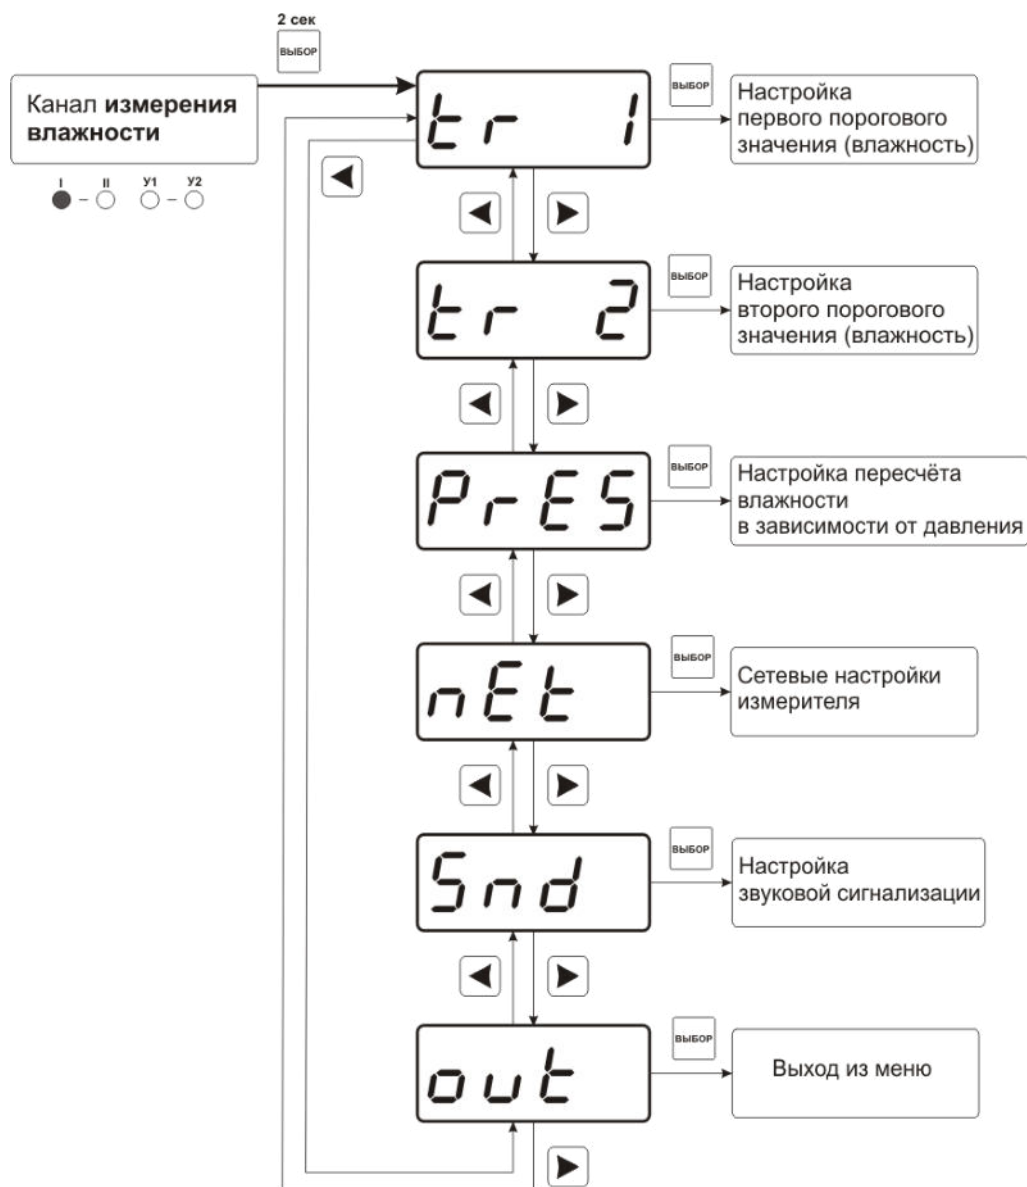 2 сек
ВЫБОР
Канал измерения
влажности
I II У1 У2
tr 1
ВЫБОР
Настройка
первого порогового
значения (влажность)
tr 2
ВЫБОР
Настройка
второго порогового
значения (влажность)
PrES
ВЫБОР
Настройка пересчёта
влажности
в зависимости от давления
nEt
ВЫБОР
Сетевые настройки
измерителя
Snd
ВЫБОР
Настройка
звуковой сигнализации
out
ВЫБОР
Выход из меню